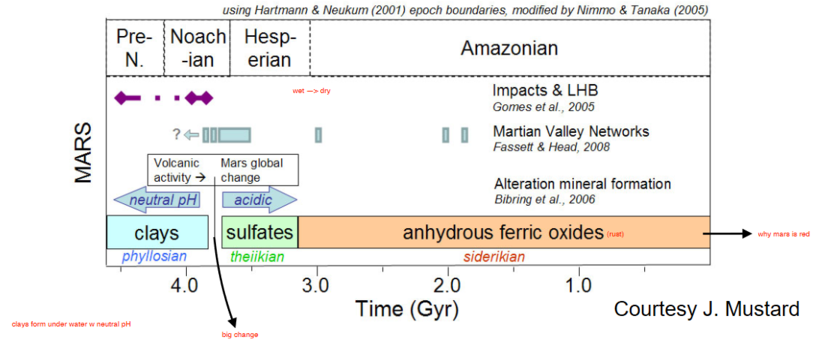 using Hartmann & Neukum (2001) epoch boundaries, modified by Nimmo & Tanaka (2005)
Pre-
N.
Noach
-ian
Hesp-
erian
Amazonian
wet —> dry
Impacts & LHB
Gomes et al., 2005
MARS
?
Martian Valley Networks
Fassett & Head, 2008
Volcanic
activity →
Mars global
change
Alteration mineral formation
Bibring et al., 2006
neutral pH
acidic
clays
sulfates
anhydrous ferric oxides (rust)
why mars is red
phyllosian
theiikian
siderikian
4.0
3.0
2.0
1.0
Time (Gyr)
Courtesy J. Mustard
clays form under water w neutral pH
big change